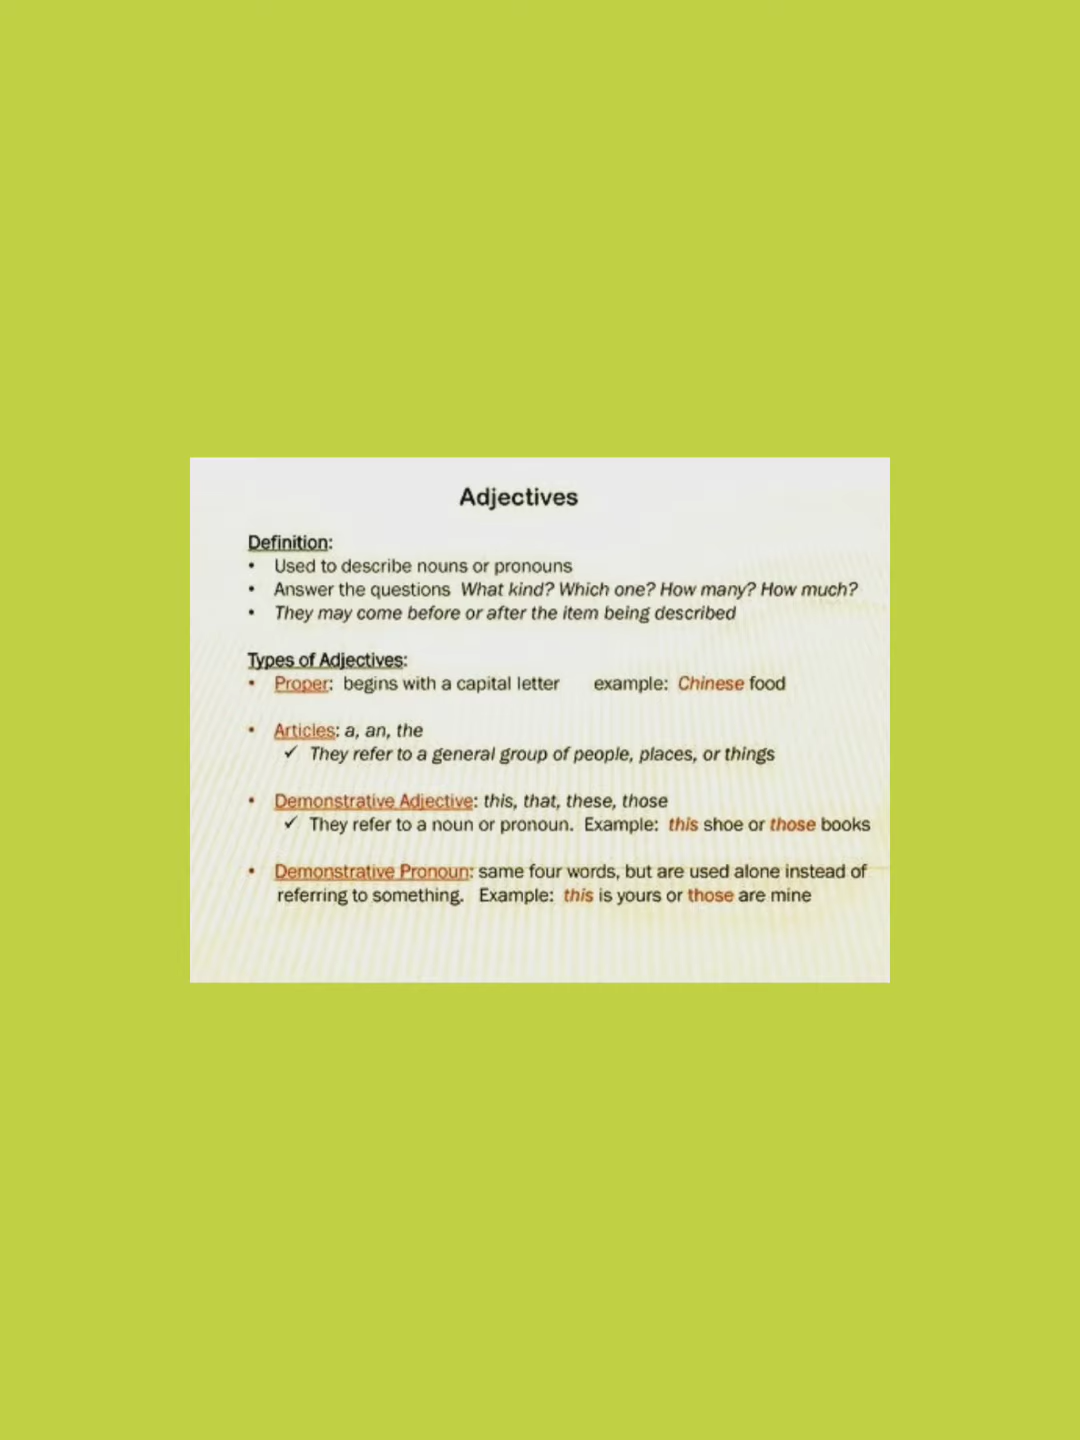 Adjectives
Definition:
• Used to describe nouns or pronouns
• Answer the questions What kind? Which one? How many? How much?
• They may come before or after the item being described
Types of Adjectives:
• Proper: begins with a capital letter example: Chinese food
• Articles: a, an, the
✓ They refer to a general group of people, places, or things
• Demonstrative Adjective: this, that, these, those
✓ They refer to a noun or pronoun. Example: this shoe or those books
• Demonstrative Pronoun: same four words, but are used alone instead of
referring to something. Example: this is yours or those are mine